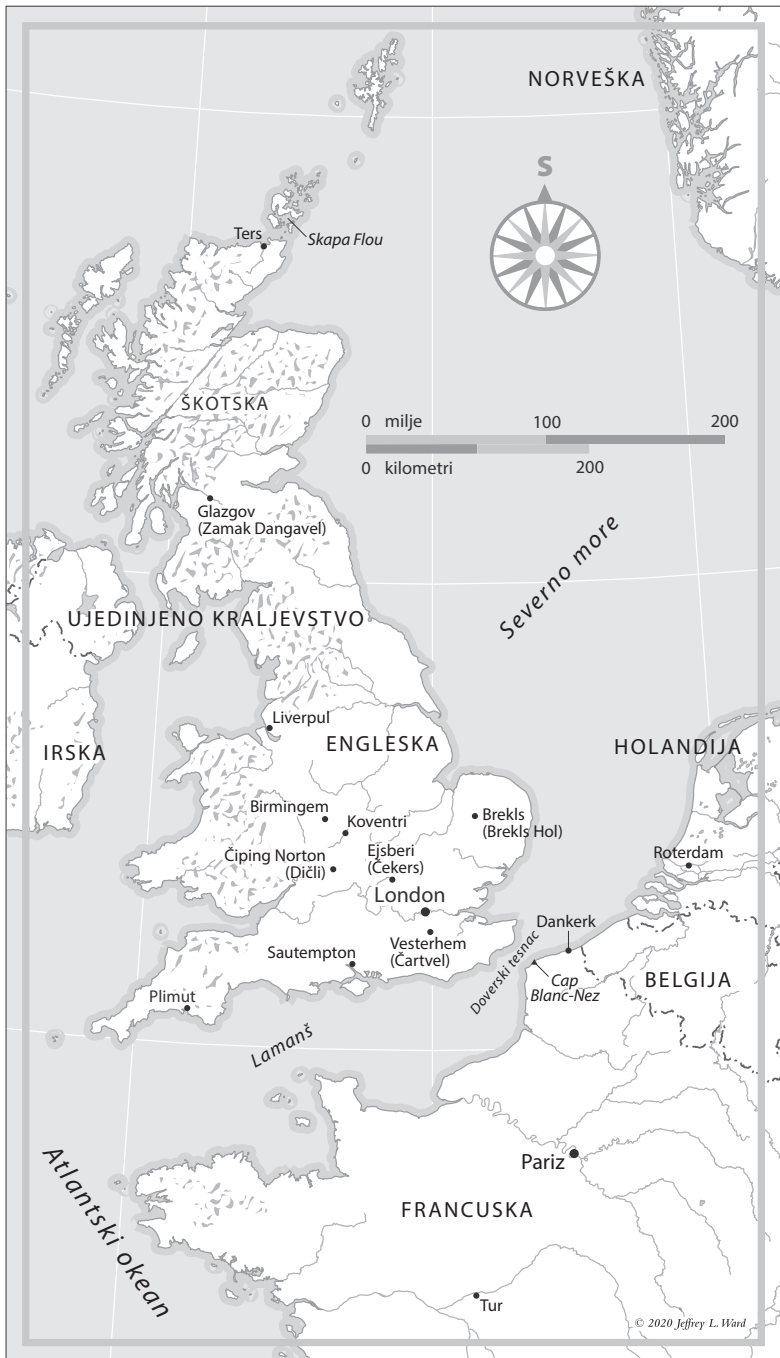 NORVEŠKA
S
Ters
Skapa Flou
ŠKOTSKA
0 milje 100 200
0 kilometri 200
Glazgov
(Zamak Dangavel)
Severno more
UJEDINJENO KRALJEVSTVO
Liverpul
IRSKA
ENGLESKA
HOLANDIJA
Birmingem
Koventri
Brekls
(Brekls Hol)
Čiping Norton
(Dičli)
Ejsberi
(Čekers)
Roterdam
London
Vesterhem
(Čartvel)
Dankerk
Doverski tesnac
Cap
Blanc-Nez
BELGIJA
Sautempton
Plimut
Lamanš
Atlantski okean
Pariz
FRANCUSKA
Tur
© 2020 Jeffrey L. Ward